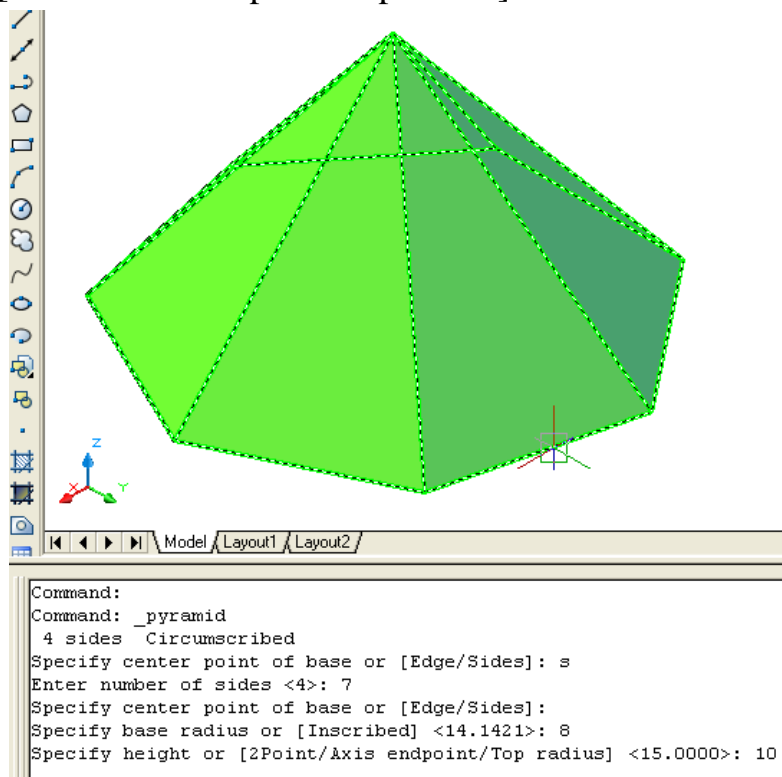 Z
X Y
Model Layout1 Layout2
Command:
Command: _pyramid
4 sides Circumscribed
Specify center point of base or [Edge/Sides]: s
Enter number of sides <4>: 7
Specify center point of base or [Edge/Sides]:
Specify base radius or [Inscribed] <14.1421>: 8
Specify height or [2Point/Axis endpoint/Top radius] <15.0000>: 10